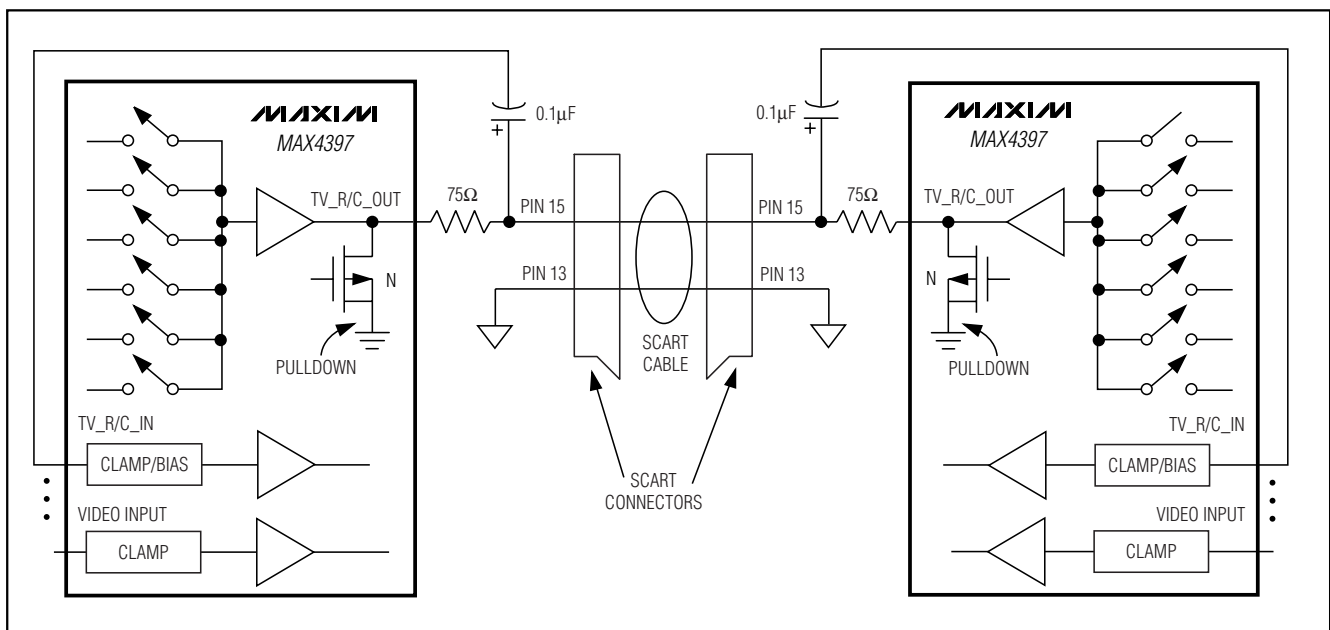 MAXIM
MAX4397
0.1µF
+
0.1µF
+
MAXIM
MAX4397
TV_R/C_OUT
75Ω
PIN 15
PIN 15
75Ω
TV_R/C_OUT
N
PIN 13
PIN 13
N
PULLDOWN
SCART
CABLE
PULLDOWN
TV_R/C_IN
CLAMP/BIAS
SCART
CONNECTORS
TV_R/C_IN
CLAMP/BIAS
VIDEO INPUT
CLAMP
VIDEO INPUT
CLAMP